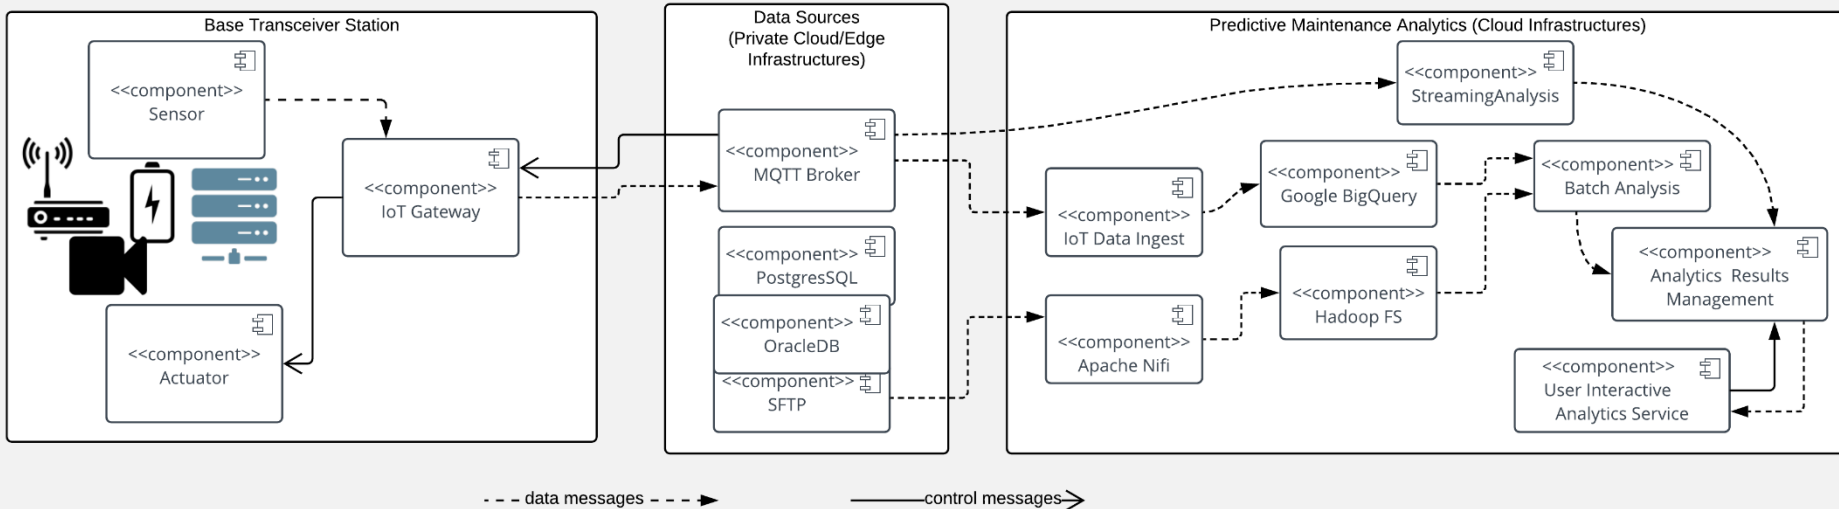 Base Transceiver Station
<<component>>
Sensor
<<component>>
IoT Gateway
<<component>>
Actuator
Data Sources
(Private Cloud/Edge
Infrastructures)
<<component>>
MQTT Broker
<<component>>
PostgresSQL
<<component>>
OracleDB
<<component>>
SFTP
Predictive Maintenance Analytics (Cloud Infrastructures)
<<component>>
StreamingAnalysis
<<component>>
IoT Data Ingest
<<component>>
Google BigQuery
<<component>>
Batch Analysis
<<component>>
Apache Nifi
<<component>>
Hadoop FS
<<component>>
Analytics Results
Management
<<component>>
User Interactive
Analytics Service
data messages
control messages